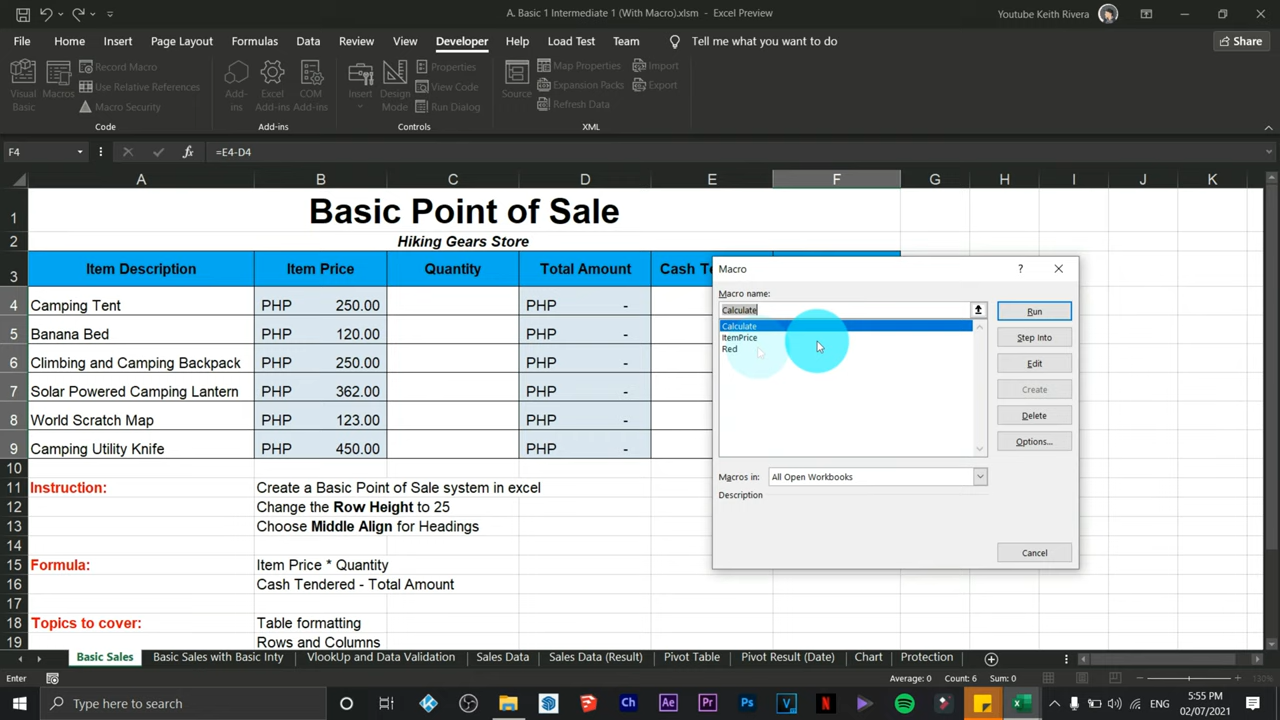 A. Basic 1 Intermediate 1 (With Macro).xlsm - Excel Preview
Youtube Keith Rivera
File Home Insert Page Layout Formulas Data Review View Developer Help Load Test Team Tell me what you want to do Share
Visual Basic
Macros
Record Macro
Use Relative References
Macro Security
Code
Add-ins
Excel Add-ins
COM Add-ins
Add-ins
Insert
Design Mode
Properties
View Code
Run Dialog
Controls
Source
Map Properties
Expansion Packs
Refresh Data
Import
Export
XML
F4 fx =E4-D4
A B C D E F G H I J K
1 Basic Point of Sale
2 Hiking Gears Store
3 Item Description Item Price Quantity Total Amount Cash Te
4 Camping Tent PHP 250.00 PHP -
5 Banana Bed PHP 120.00 PHP -
6 Climbing and Camping Backpack PHP 250.00 PHP -
7 Solar Powered Camping Lantern PHP 362.00 PHP -
8 World Scratch Map PHP 123.00 PHP -
9 Camping Utility Knife PHP 450.00 PHP -
10
11 Instruction: Create a Basic Point of Sale system in excel
12 Change the Row Height to 25
13 Choose Middle Align for Headings
14
15 Formula: Item Price * Quantity
16 Cash Tendered - Total Amount
17
18 Topics to cover: Table formatting
19 Rows and Columns
Macro ?
Macro name:
Calculate
Calculate
ItemPrice
Red
Run
Step Into
Edit
Create
Delete
Options...
Macros in: All Open Workbooks
Description
Cancel
Basic Sales Basic Sales with Basic Inty VlookUp and Data Validation Sales Data Sales Data (Result) Pivot Table Pivot Result (Date) Chart Protection
Enter Average: 0 Count: 6 Sum: 0
Type here to search
Ch Ae Pr Ps V N
ENG
5:55 PM
02/07/2021